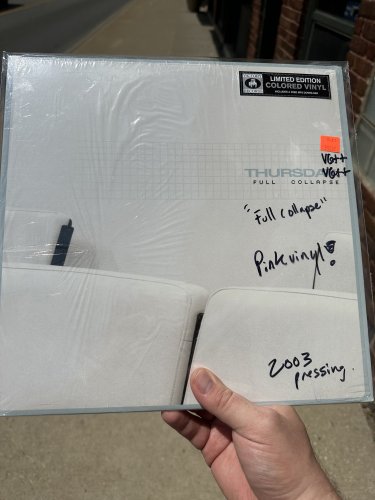 LIMITED EDITION
COLORED VINYL
VG++
VG++
THURSDAY
FULL COLLAPSE
"Full Collapse"
Pink vinyl!
2003
pressing.